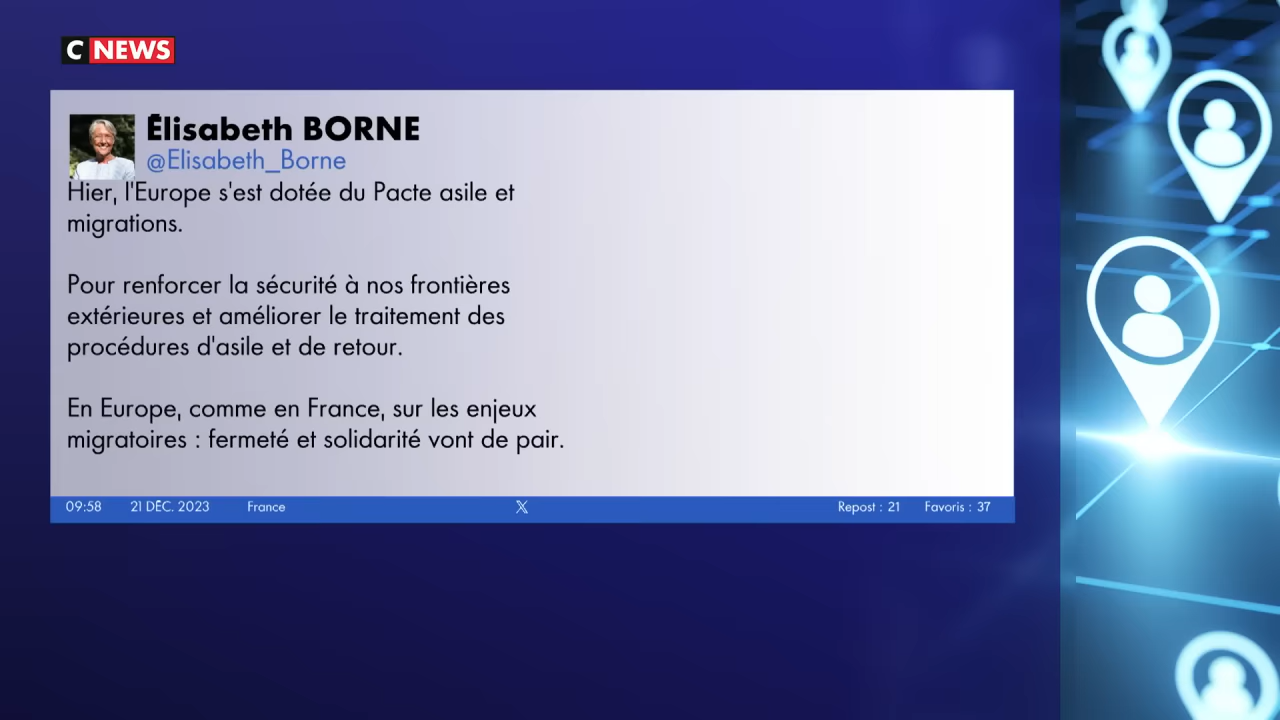 C NEWS
Élisabeth BORNE
@Elisabeth_Borne
Hier, l'Europe s'est dotée du Pacte asile et
migrations.
Pour renforcer la sécurité à nos frontières
extérieures et améliorer le traitement des
procédures d'asile et de retour.
En Europe, comme en France, sur les enjeux
migratoires : fermeté et solidarité vont de pair.
09:58 21 DÉC. 2023 France X Repost : 21 Favoris : 37